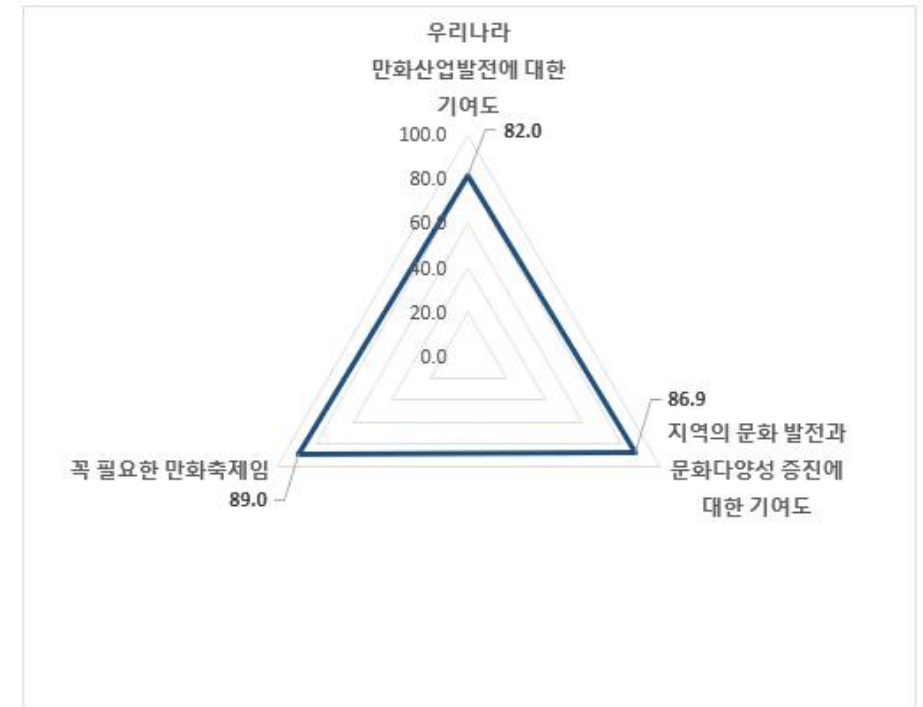 우리나라
만화산업발전에 대한
기여도
100.0
82.0
80.0
60.0
40.0
20.0
0.0
86.9
지역의 문화 발전과
문화다양성 증진에
대한 기여도
꼭 필요한 만화축제임
89.0